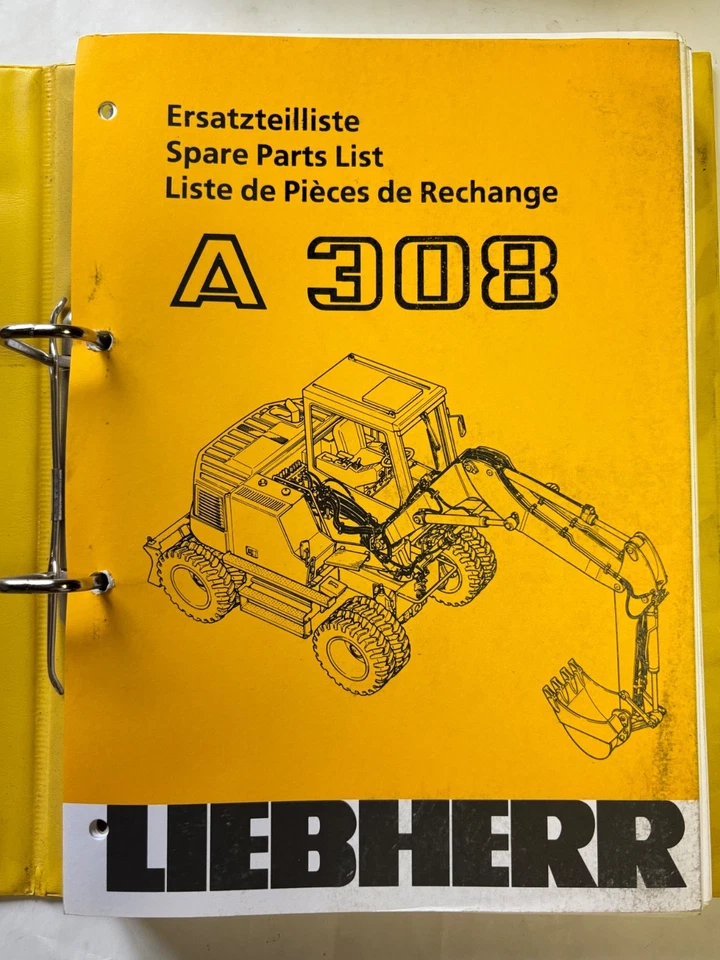 Ersatzteilliste
Spare Parts List
Liste de Pièces de Rechange
A 308
LIEBHERR